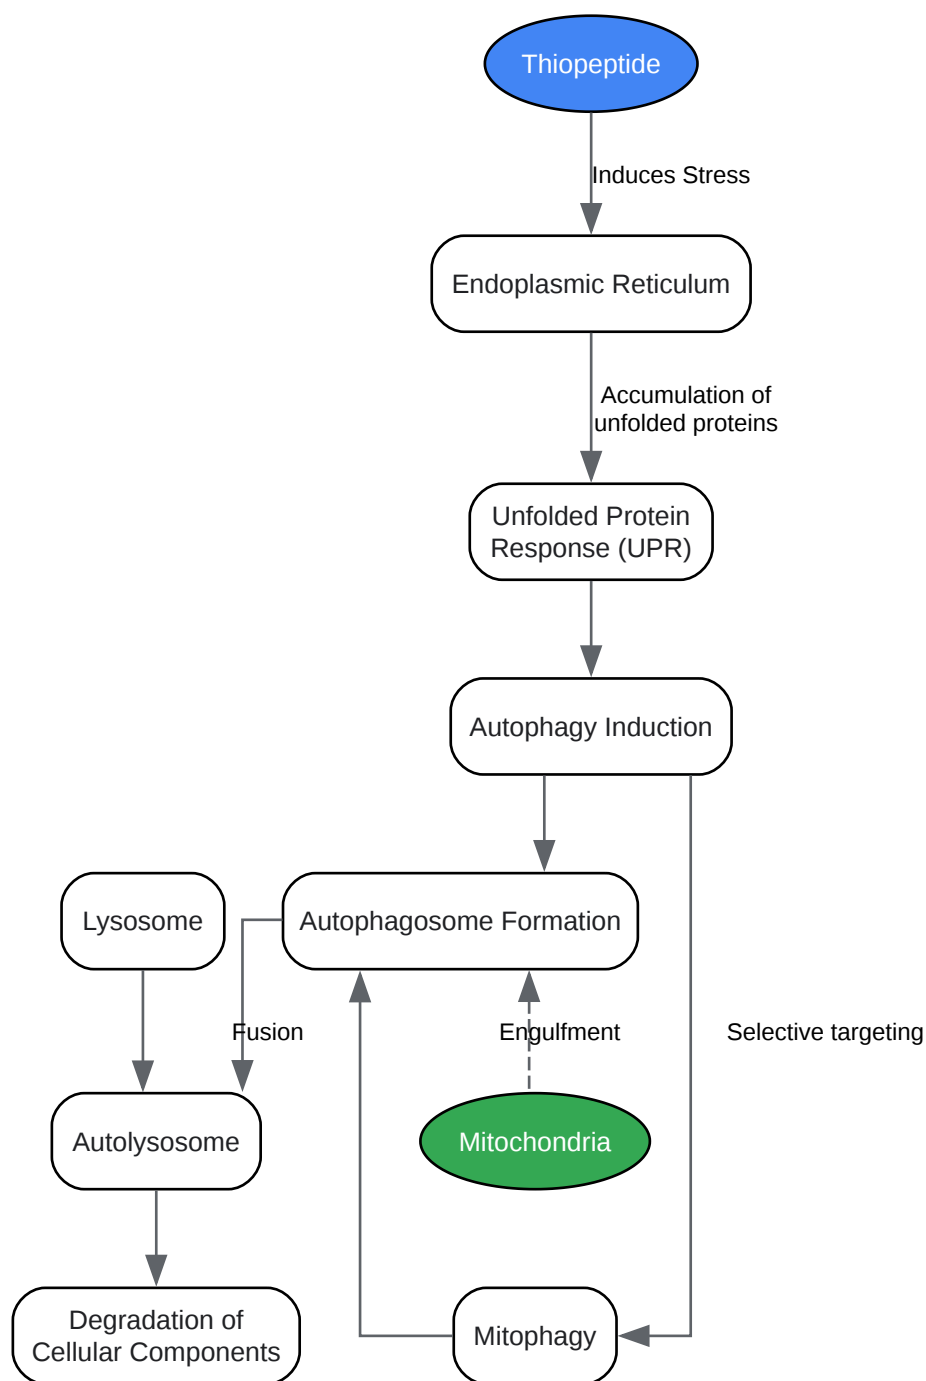 Thiopeptide
Induces Stress
Endoplasmic Reticulum
Accumulation of
unfolded proteins
Unfolded Protein
Response (UPR)
Autophagy Induction
Lysosome
Autophagosome Formation
Fusion
Engulfment
Selective targeting
Autolysosome
Mitochondria
Degradation of
Cellular Components
Mitophagy